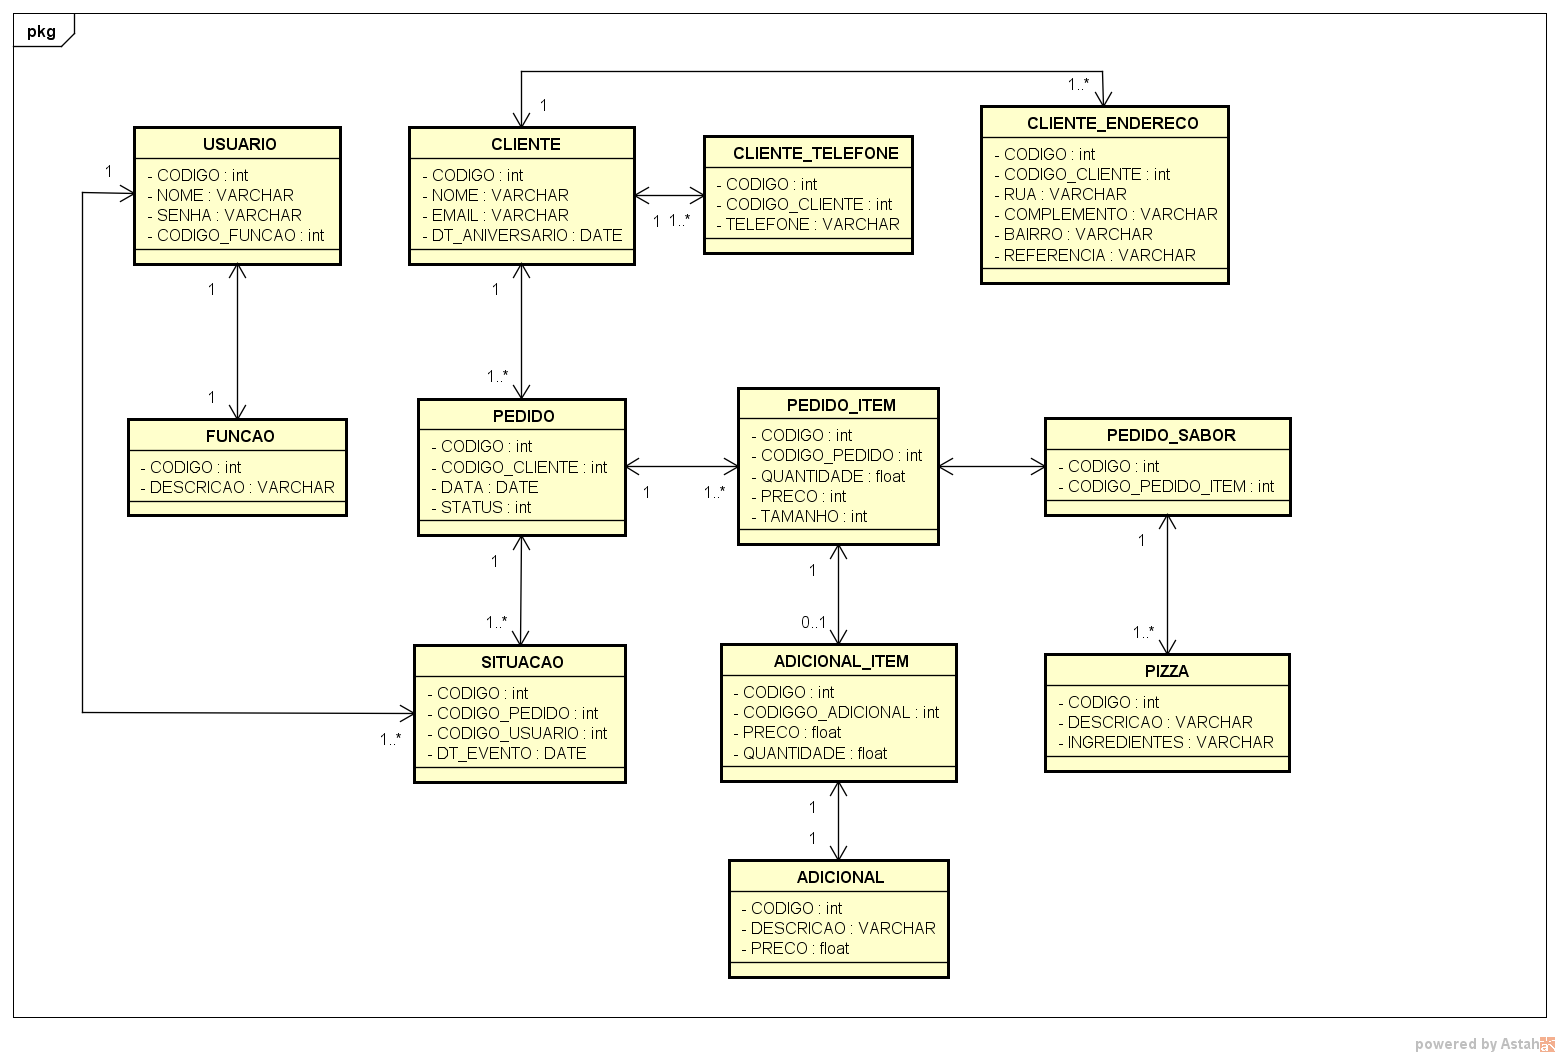 pkg
1
1..*
USUARIO
- CODIGO : int
- NOME : VARCHAR
- SENHA : VARCHAR
- CODIGO_FUNCAO : int
1
CLIENTE
- CODIGO : int
- NOME : VARCHAR
- EMAIL : VARCHAR
- DT_ANIVERSARIO : DATE
CLIENTE_TELEFONE
- CODIGO : int
- CODIGO_CLIENTE : int
- TELEFONE : VARCHAR
1 1..*
CLIENTE_ENDERECO
- CODIGO : int
- CODIGO_CLIENTE : int
- RUA : VARCHAR
- COMPLEMENTO : VARCHAR
- BAIRRO : VARCHAR
- REFERENCIA : VARCHAR
1
1
1
1..*
FUNCAO
- CODIGO : int
- DESCRICAO : VARCHAR
PEDIDO
- CODIGO : int
- CODIGO_CLIENTE : int
- DATA : DATE
- STATUS : int
1
1..*
PEDIDO_ITEM
- CODIGO : int
- CODIGO_PEDIDO : int
- QUANTIDADE : float
- PRECO : int
- TAMANHO : int
PEDIDO_SABOR
- CODIGO : int
- CODIGO_PEDIDO_ITEM : int
1
1..*
1
0..1
1
1..*
1..*
SITUACAO
- CODIGO : int
- CODIGO_PEDIDO : int
- CODIGO_USUARIO : int
- DT_EVENTO : DATE
ADICIONAL_ITEM
- CODIGO : int
- CODIGGO_ADICIONAL : int
- PRECO : float
- QUANTIDADE : float
PIZZA
- CODIGO : int
- DESCRICAO : VARCHAR
- INGREDIENTES : VARCHAR
1
1
ADICIONAL
- CODIGO : int
- DESCRICAO : VARCHAR
- PRECO : float
powered by Astah